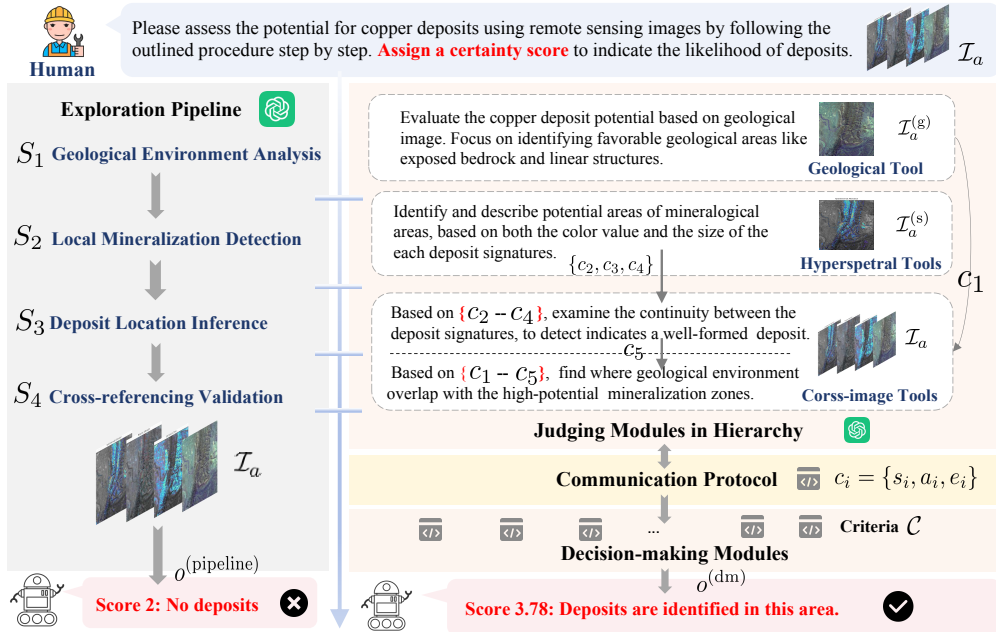 Please assess the potential for copper deposits using remote sensing images by following the
outlined procedure step by step. Assign a certainty score to indicate the likelihood of deposits.
Human
𝓘ₐ
Exploration Pipeline
S₁ Geological Environment Analysis
S₂ Local Mineralization Detection
S₃ Deposit Location Inference
S₄ Cross-referencing Validation
𝓘ₐ
o^(pipeline)
Score 2: No deposits
Evaluate the copper deposit potential based on geological
image. Focus on identifying favorable geological areas like
exposed bedrock and linear structures.
𝓘ₐ^(g)
Geological Tool
Identify and describe potential areas of mineralogical
areas, based on both the color value and the size of the
each deposit signatures.
{c₂, c₃, c₄}
𝓘ₐ^(s)
Hyperspetral Tools
c₁
Based on {c₂ -- c₄}, examine the continuity between the
deposit signatures, to detect indicates a well-formed deposit.
c₅
Based on {c₁ -- c₅}, find where geological environment
overlap with the high-potential mineralization zones.
𝓘ₐ
Corss-image Tools
Judging Modules in Hierarchy
Communication Protocol
cᵢ = {sᵢ, aᵢ, eᵢ}
... Criteria 𝒞
Decision-making Modules
o^(dm)
Score 3.78: Deposits are identified in this area.